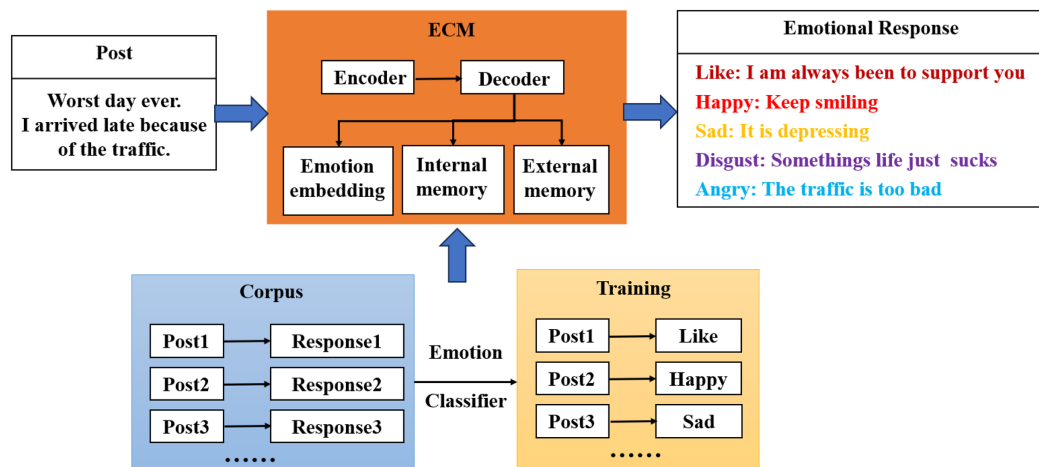 Post
Worst day ever.
I arrived late because
of the traffic.
ECM
Encoder
Decoder
Emotion
embedding
Internal
memory
External
memory
Emotional Response
Like: I am always been to support you
Happy: Keep smiling
Sad: It is depressing
Disgust: Somethings life just sucks
Angry: The traffic is too bad
Corpus
Post1
Response1
Post2
Response2
Post3
Response3
......
Emotion
Classifier
Training
Post1
Like
Post2
Happy
Post3
Sad
......